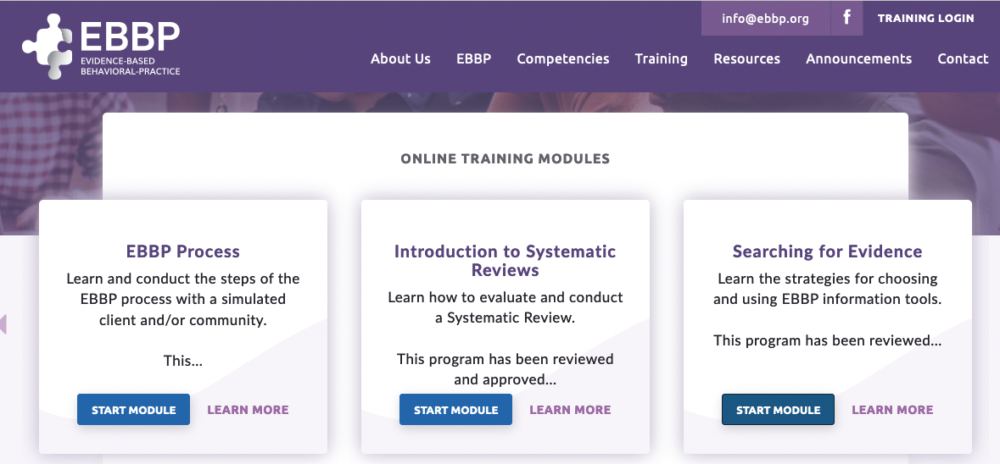 info@ebbp.org
f
TRAINING LOGIN
EBBP
EVIDENCE-BASED
BEHAVIORAL-PRACTICE
About Us EBBP Competencies Training Resources Announcements Contact
ONLINE TRAINING MODULES
EBBP Process
Learn and conduct the steps of the
EBBP process with a simulated
client and/or community.
This...
START MODULE LEARN MORE
Introduction to Systematic
Reviews
Learn how to evaluate and conduct
a Systematic Review.
This program has been reviewed
and approved...
START MODULE LEARN MORE
Searching for Evidence
Learn the strategies for choosing
and using EBBP information tools.
This program has been reviewed...
START MODULE LEARN MORE